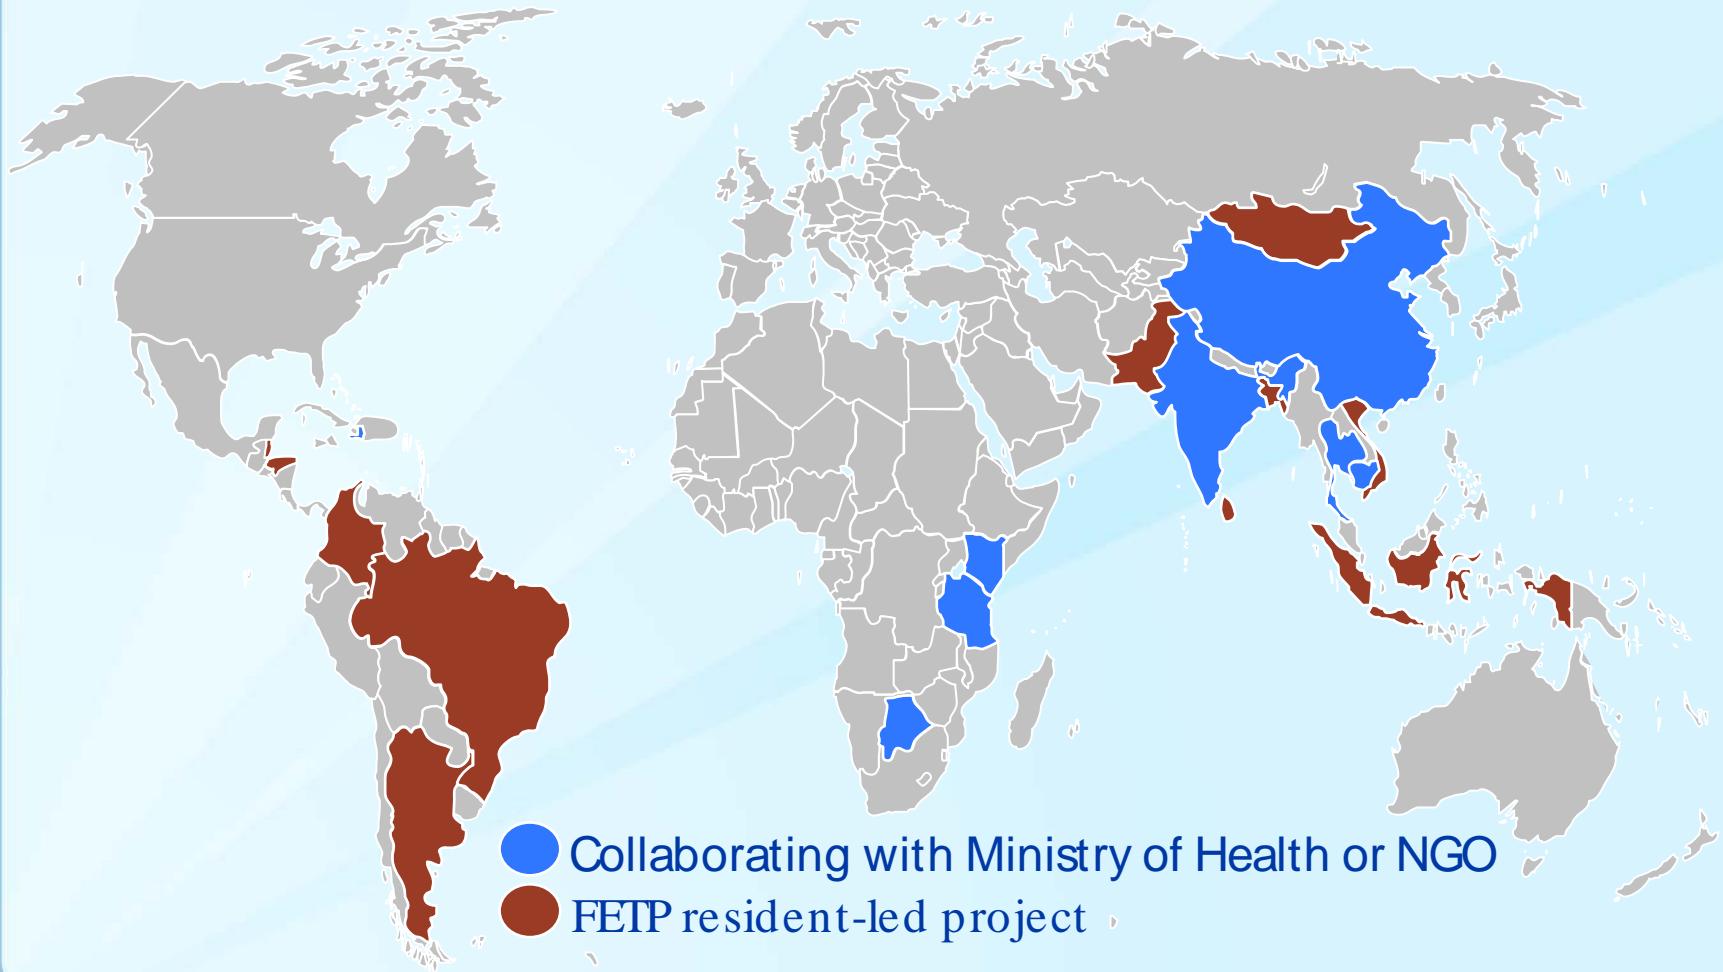 Collaborating with Ministry of Health or NGO
FETP resident-led project